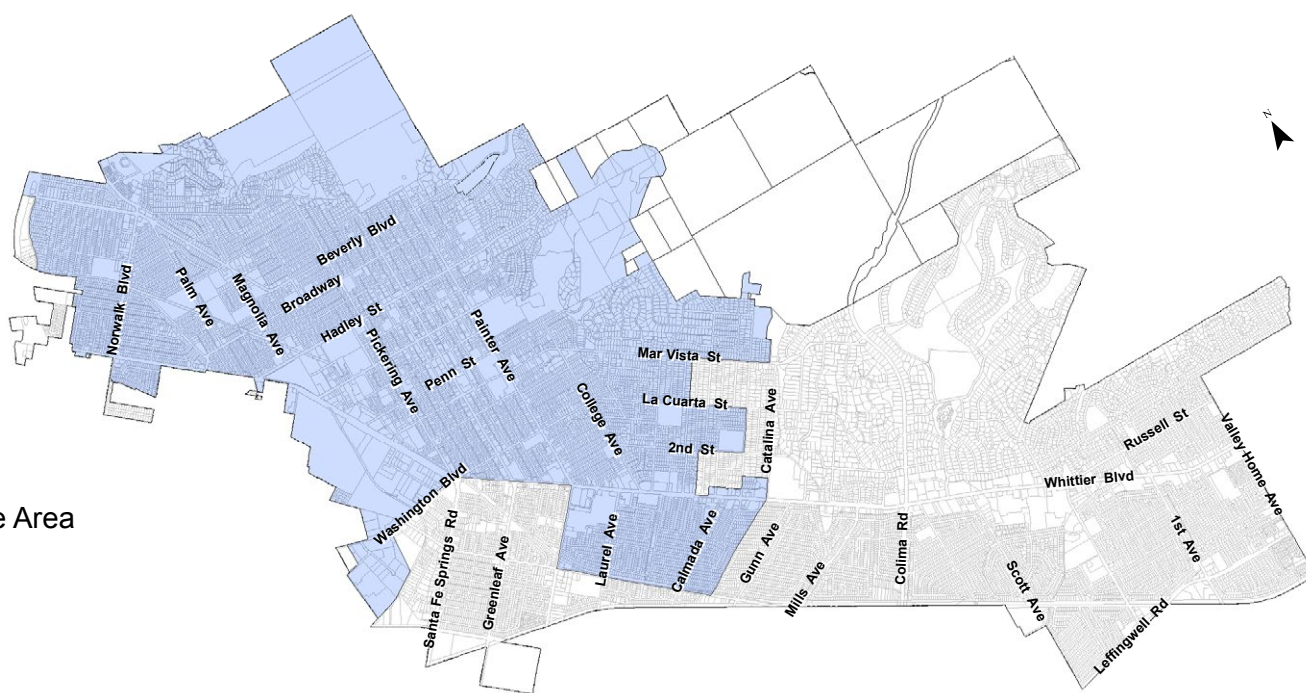 N
Beverly Blvd
Broadway
Hadley St
Norwalk Blvd
Palm Ave
Magnolia Ave
Pickering Ave
Penn St
Painter Ave
College Ave
Mar Vista St
La Cuarta St
2nd St
Catalina Ave
Russell St
Valley Home Ave
Whittier Blvd
Washington Blvd
e Area
Santa Fe Springs Rd
Greenleaf Ave
Laurel Ave
Calmada Ave
Gunn Ave
Mills Ave
Colima Rd
Scott Ave
1st Ave
Leffingwell Rd